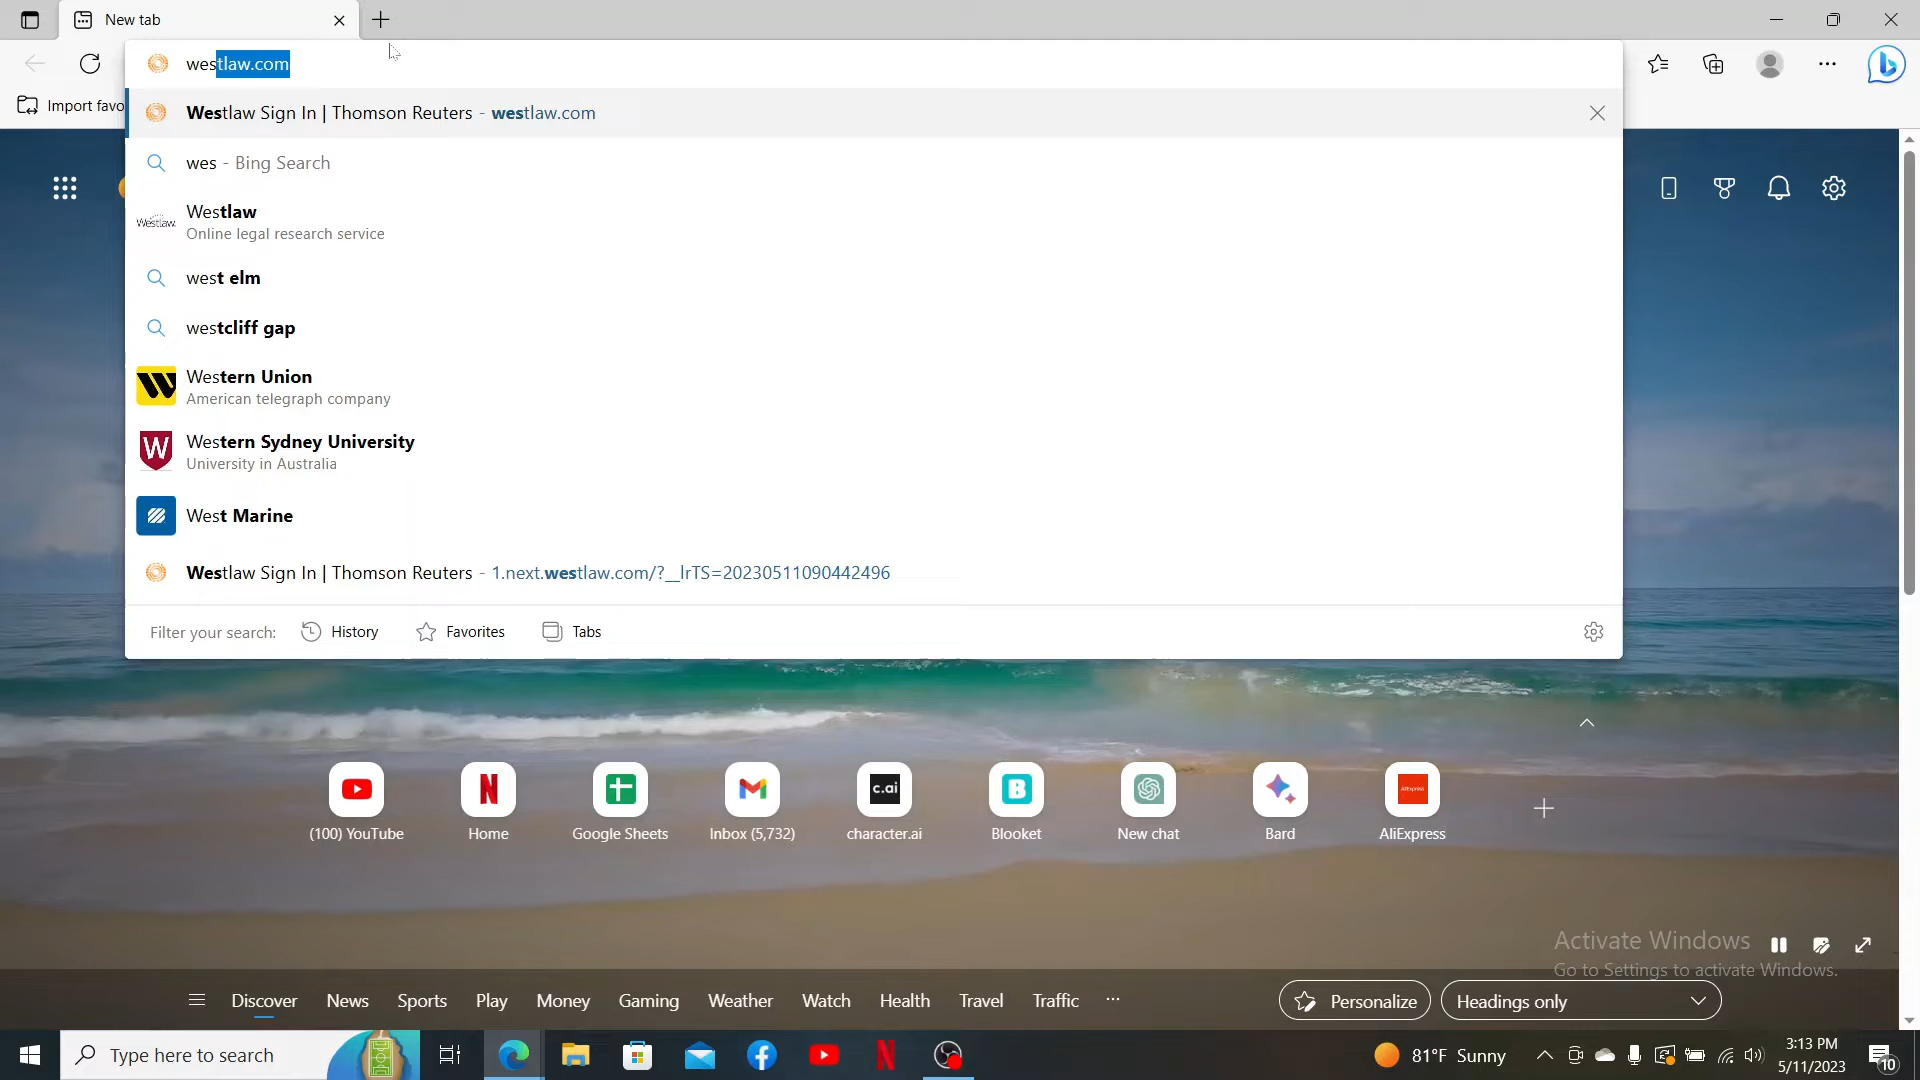 New tab
westlaw.com
Import favo
Westlaw Sign In | Thomson Reuters - westlaw.com
wes - Bing Search
Westlaw
Westlaw
Online legal research service
west elm
westcliff gap
Western Union
American telegraph company
W
Western Sydney University
University in Australia
West Marine
Westlaw Sign In | Thomson Reuters - 1.next.westlaw.com/?__lrTS=20230511090442496
Filter your search: History Favorites Tabs
c.ai
B
AliExpress
(100) YouTube Home Google Sheets Inbox (5,732) character.ai Blooket New chat Bard AliExpress
Activate Windows
Go to Settings to activate Windows.
Discover News Sports Play Money Gaming Weather Watch Health Travel Traffic ... Personalize Headings only
Type here to search 81°F Sunny 3:13 PM
5/11/2023
10